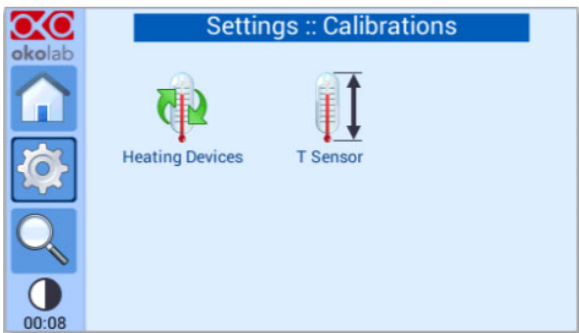 okolab
Settings :: Calibrations
Heating Devices
T Sensor
00:08